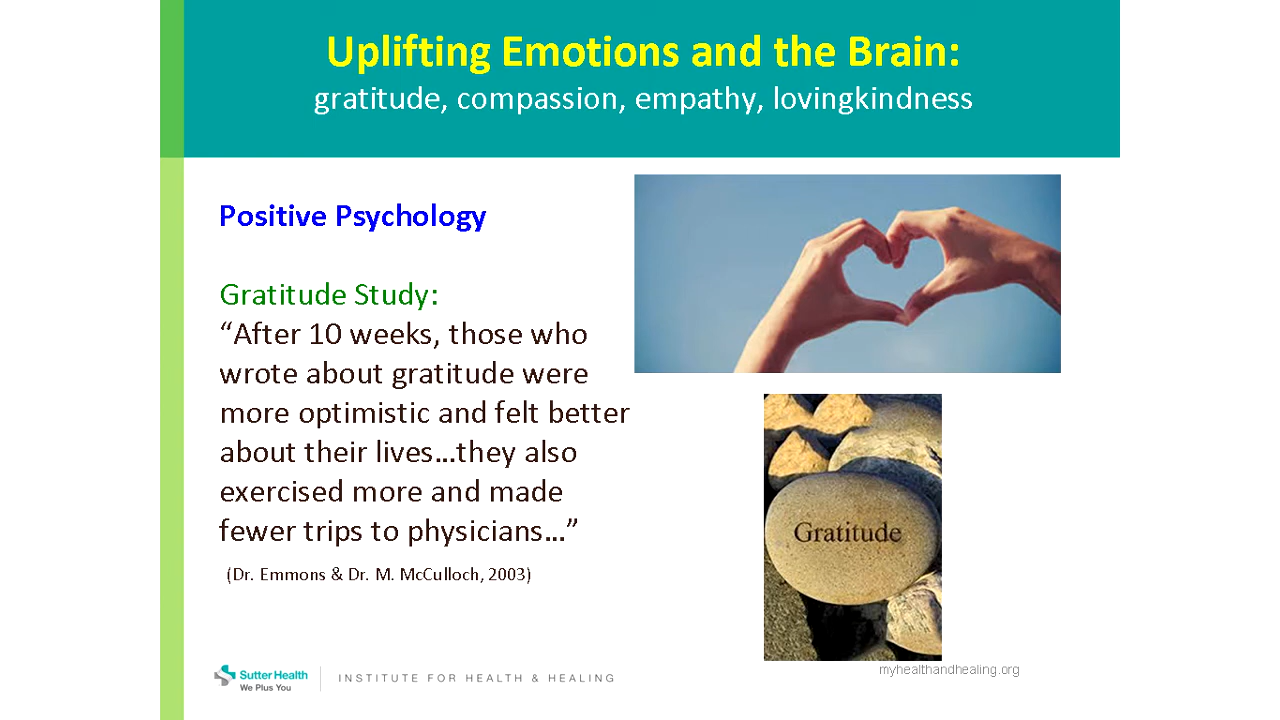 Uplifting Emotions and the Brain:
gratitude, compassion, empathy, lovingkindness
Positive Psychology
Gratitude Study:
“After 10 weeks, those who
wrote about gratitude were
more optimistic and felt better
about their lives…they also
exercised more and made
fewer trips to physicians…”
(Dr. Emmons & Dr. M. McCulloch, 2003)
Gratitude
Sutter Health
We Plus You
INSTITUTE FOR HEALTH & HEALING
myhealthandhealing.org